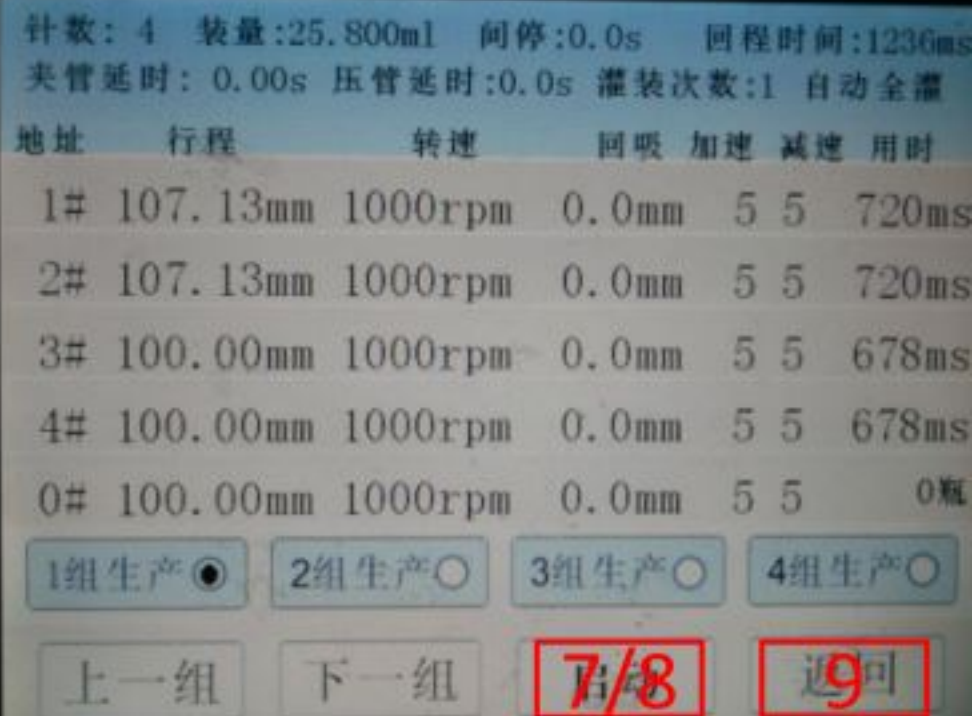 针数: 4 装量:25.800ml 间停:0.0s 回程时间:1236ms
夹管延时: 0.00s 压管延时:0.0s 灌装次数:1 自动全灌
地址 行程 转速 回吸 加速 减速 用时
1# 107.13mm 1000rpm 0.0mm 5 5 720ms
2# 107.13mm 1000rpm 0.0mm 5 5 720ms
3# 100.00mm 1000rpm 0.0mm 5 5 678ms
4# 100.00mm 1000rpm 0.0mm 5 5 678ms
0# 100.00mm 1000rpm 0.0mm 5 5 0瓶
1组生产 2组生产 3组生产 4组生产
上一组 下一组 启动 7/8 返回 9